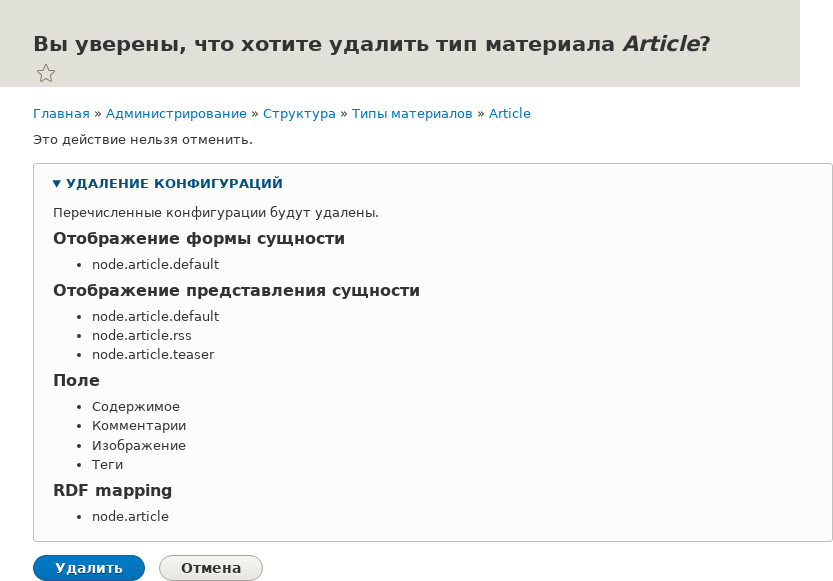 Вы уверены, что хотите удалить тип материала Article?
Главная » Администрирование » Структура » Типы материалов » Article
Это действие нельзя отменить.
УДАЛЕНИЕ КОНФИГУРАЦИЙ
Перечисленные конфигурации будут удалены.
Отображение формы сущности
node.article.default
Отображение представления сущности
node.article.default
node.article.rss
node.article.teaser
Поле
Содержимое
Комментарии
Изображение
Теги
RDF mapping
node.article
Удалить Отмена